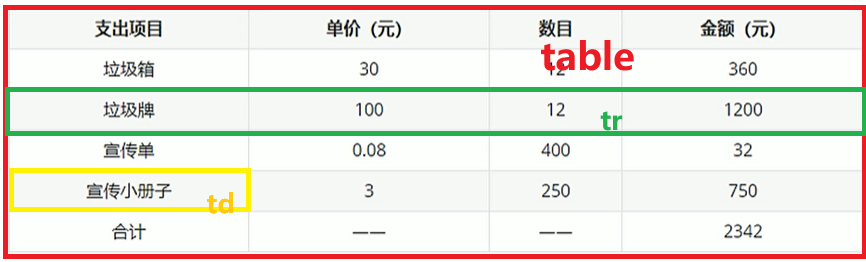 支出项目 单价（元） 数目 金额（元）
垃圾箱 30 12 360
table
垃圾牌 100 12 1200
tr
宣传单 0.08 400 32
宣传小册子 3 250 750
td
合计 —— —— 2342